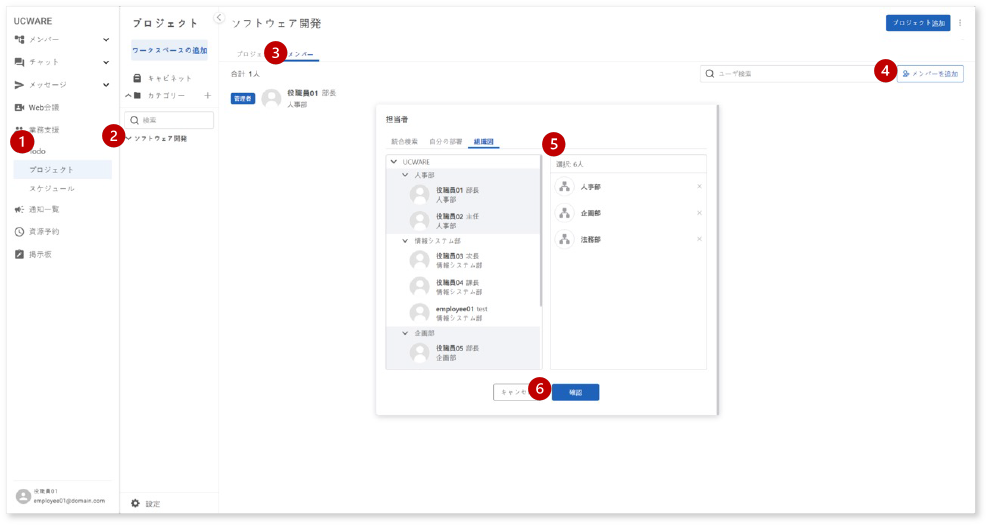 UCWARE
メンバー
チャット
メッセージ
Web会議
業務支援
1
Todo
プロジェクト
スケジュール
通知一覧
資源予約
掲示板
役職員01
employee01@domain.com
プロジェクト
ワークスペースの追加
キャビネット
カテゴリー
検索
2
ソフトウェア開発
設定
ソフトウェア開発
プロジェクト追加
プロジェ
3
メンバー
合計 1人
ユーザ検索
4
メンバーを追加
管理者
役職員01 部長
人事部
担当者
統合検索
自分の部署
組織図
5
UCWARE
人事部
役職員01 部長
人事部
役職員02 主任
人事部
情報システム部
役職員03 次長
情報システム部
役職員04 課長
情報システム部
employee01 test
情報システム部
企画部
役職員05 部長
企画部
選択: 6人
人事部
企画部
法務部
キャンセ
6
確認